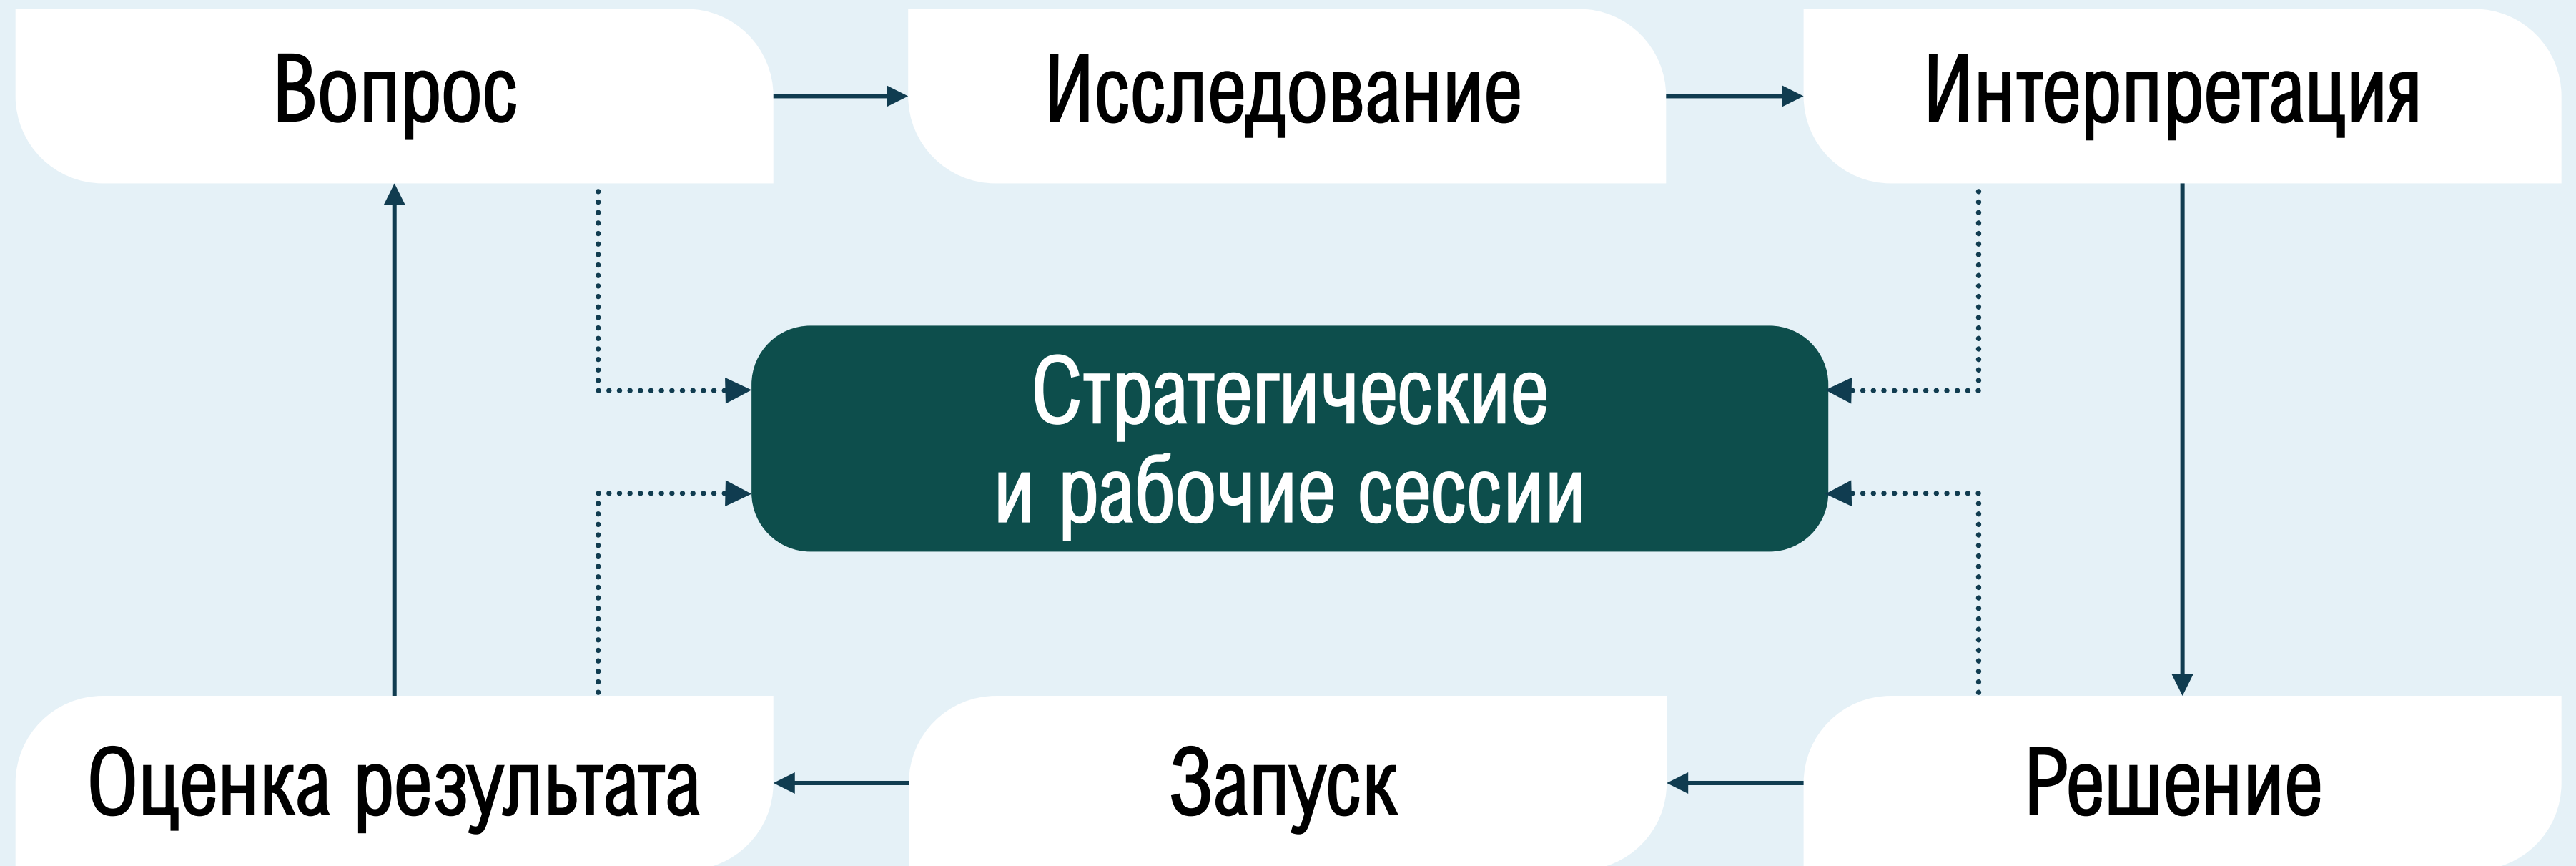 Вопрос
Исследование
Интерпретация
Стратегические
и рабочие сессии
Оценка результата
Запуск
Решение